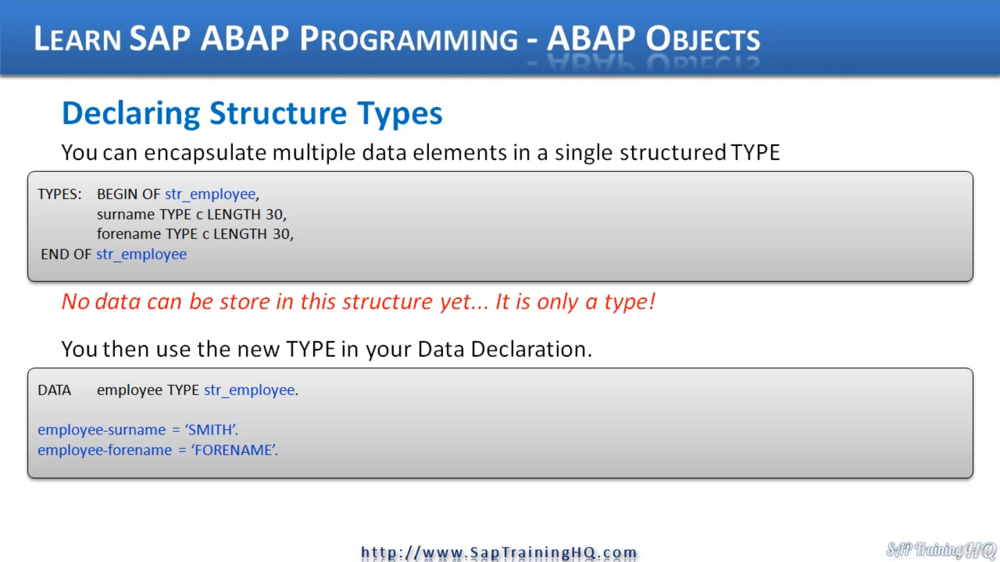 LEARN SAP ABAP PROGRAMMING - ABAP OBJECTS
Declaring Structure Types
You can encapsulate multiple data elements in a single structured TYPE
TYPES: BEGIN OF str_employee,
surname TYPE c LENGTH 30,
forename TYPE c LENGTH 30,
END OF str_employee
No data can be store in this structure yet... It is only a type!
You then use the new TYPE in your Data Declaration.
DATA employee TYPE str_employee.
employee-surname = ‘SMITH’.
employee-forename = ‘FORENAME’.
http://www.SapTrainingHQ.com
SAP Training HQ